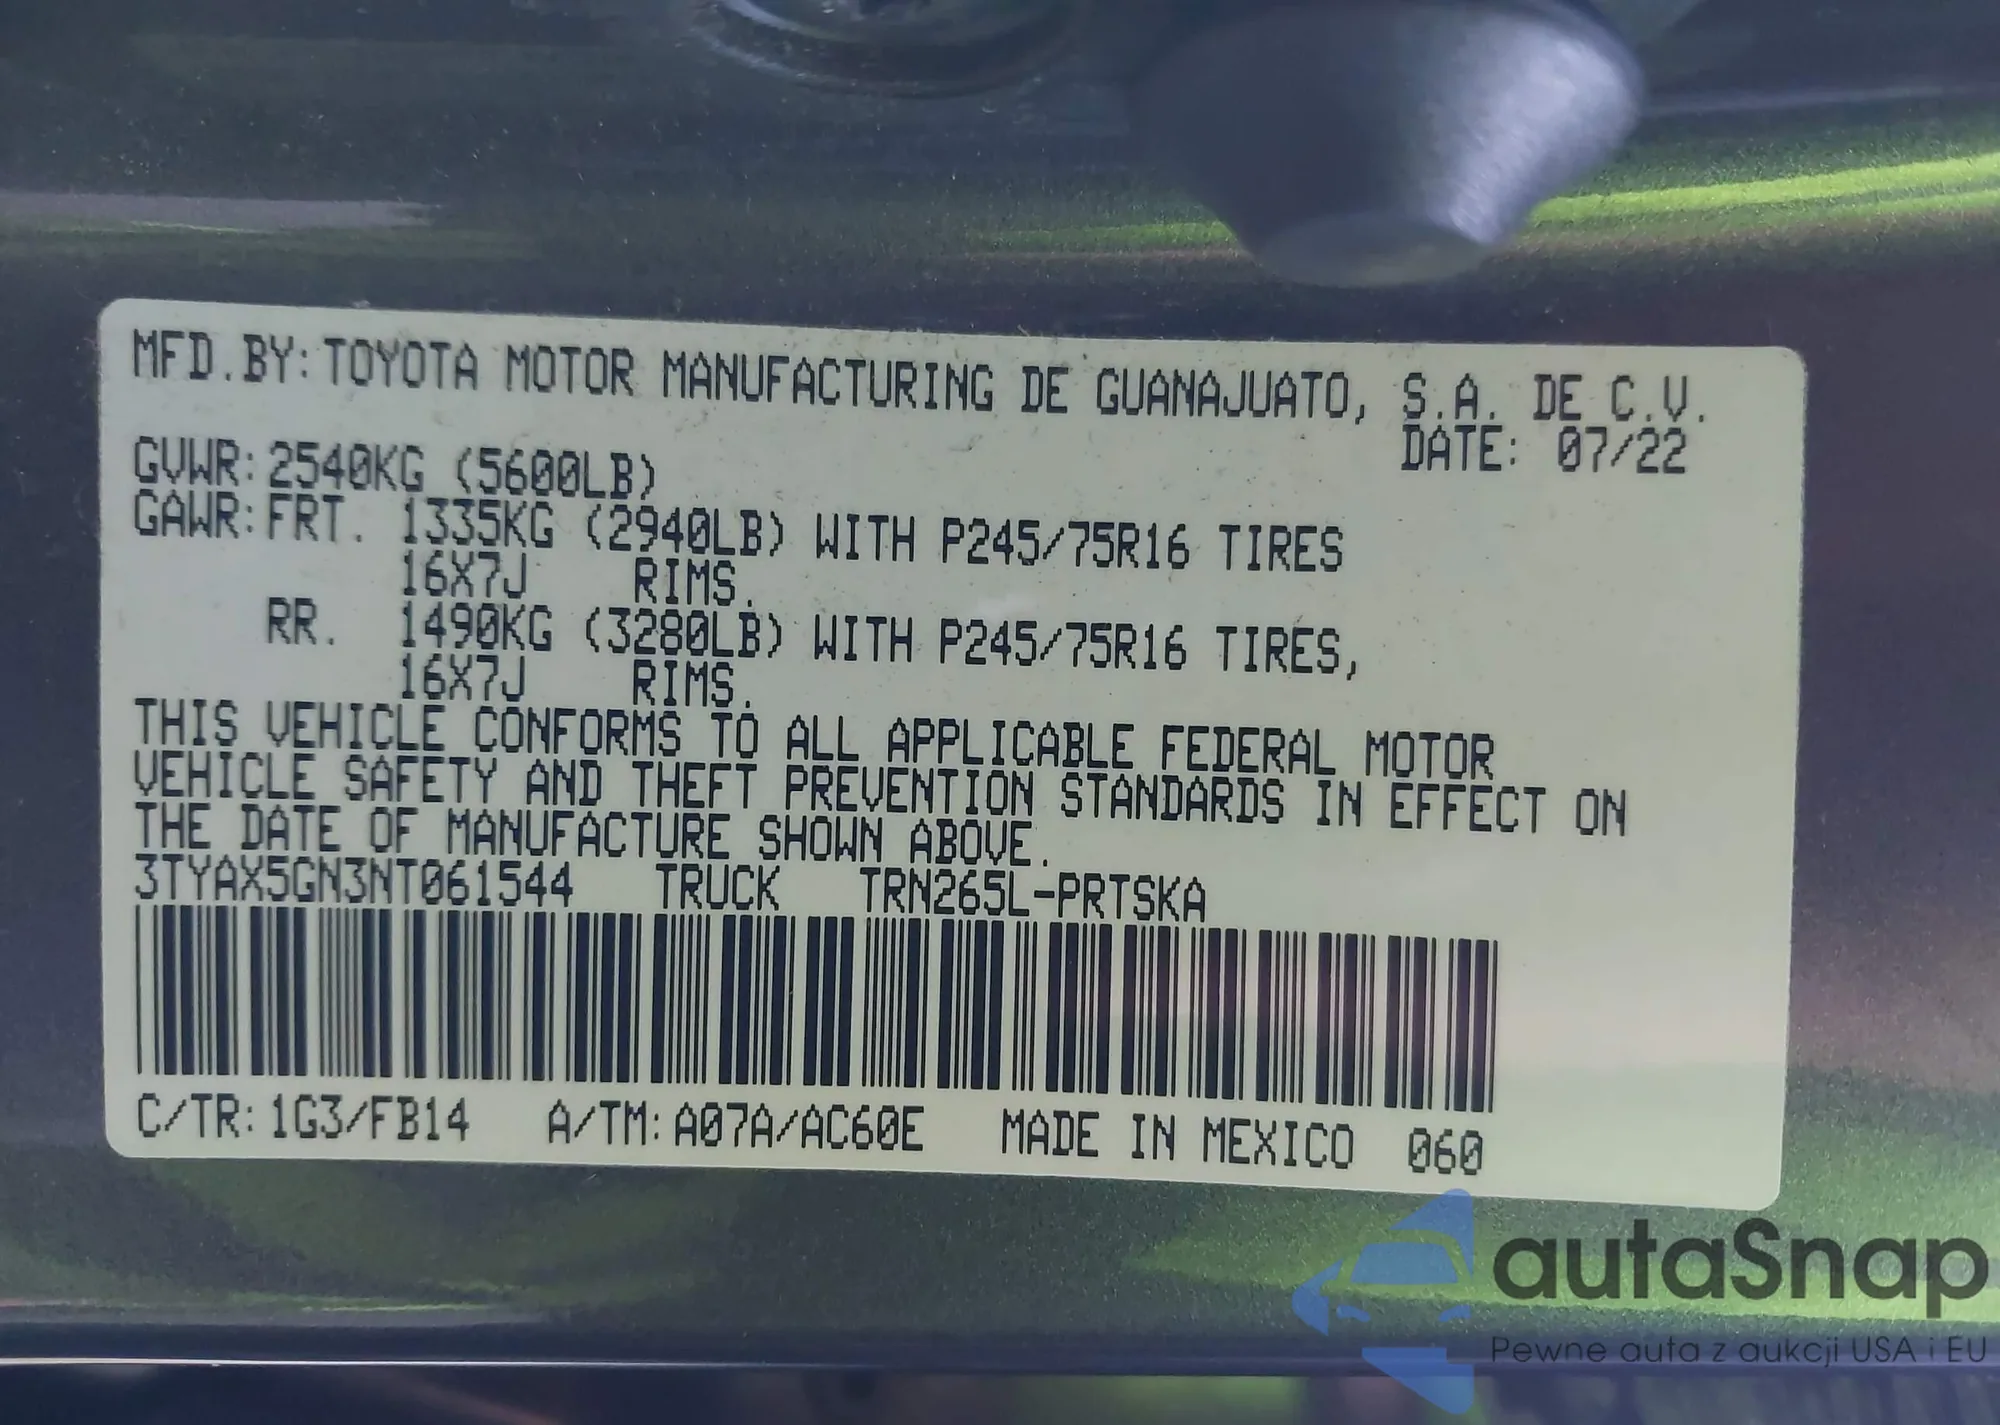 MFD.BY: TOYOTA MOTOR MANUFACTURING DE GUANAJUATO, S.A. DE C.V.
DATE: 07/22
GVWR: 2540KG (5600LB)
GAWR: FRT. 1335KG (2940LB) WITH P245/75R16 TIRES
16X7J RIMS.
RR. 1490KG (3280LB) WITH P245/75R16 TIRES,
16X7J RIMS.
THIS VEHICLE CONFORMS TO ALL APPLICABLE FEDERAL MOTOR
VEHICLE SAFETY AND THEFT PREVENTION STANDARDS IN EFFECT ON
THE DATE OF MANUFACTURE SHOWN ABOVE.
3TYAX5GN3NT061544 TRUCK TRN265L-PRTSKA
C/TR: 1G3/FB14 A/TM: A07A/AC60E MADE IN MEXICO 060
autaSnap
Pewne auta z aukcji USA i EU